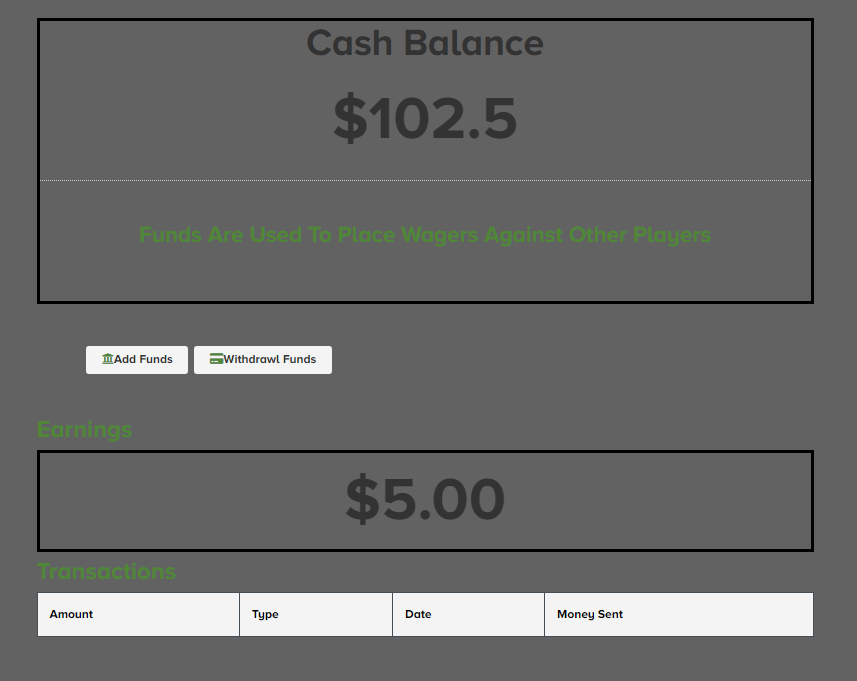 Cash Balance
$102.5
Funds Are Used To Place Wagers Against Other Players
Add Funds Withdrawl Funds
Earnings
$5.00
Transactions
Amount Type Date Money Sent